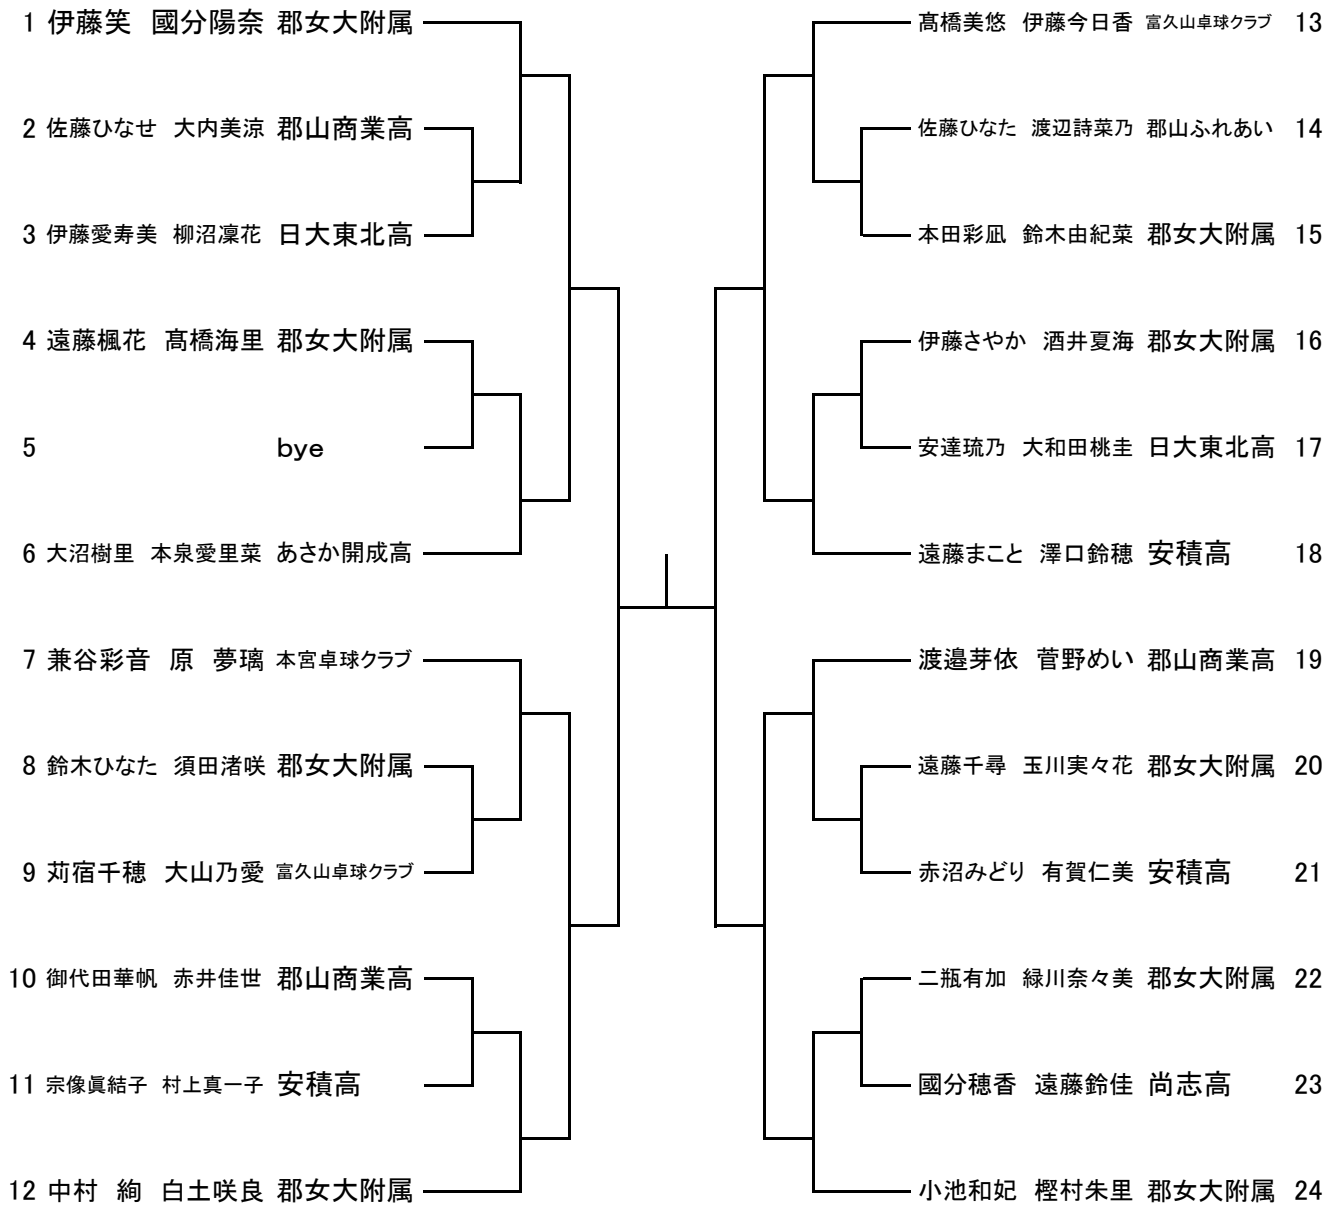 1 伊藤笑 國分陽奈 郡女大附属
2 佐藤ひなせ 大内美涼 郡山商業高
3 伊藤愛寿美 柳沼凜花 日大東北高
4 遠藤楓花 髙橋海里 郡女大附属
5 bye
6 大沼樹里 本泉愛里菜 あさか開成高
7 兼谷彩音 原 夢璃 本宮卓球クラブ
8 鈴木ひなた 須田渚咲 郡女大附属
9 苅宿千穂 大山乃愛 富久山卓球クラブ
10 御代田華帆 赤井佳世 郡山商業高
11 宗像眞結子 村上真一子 安積高
12 中村 絢 白土咲良 郡女大附属
髙橋美悠 伊藤今日香 富久山卓球クラブ 13
佐藤ひなた 渡辺詩菜乃 郡山ふれあい 14
本田彩凪 鈴木由紀菜 郡女大附属 15
伊藤さやか 酒井夏海 郡女大附属 16
安達琉乃 大和田桃圭 日大東北高 17
遠藤まこと 澤口鈴穂 安積高 18
渡邉芽依 菅野めい 郡山商業高 19
遠藤千尋 玉川実々花 郡女大附属 20
赤沼みどり 有賀仁美 安積高 21
二瓶有加 緑川奈々美 郡女大附属 22
國分穂香 遠藤鈴佳 尚志高 23
小池和妃 樫村朱里 郡女大附属 24